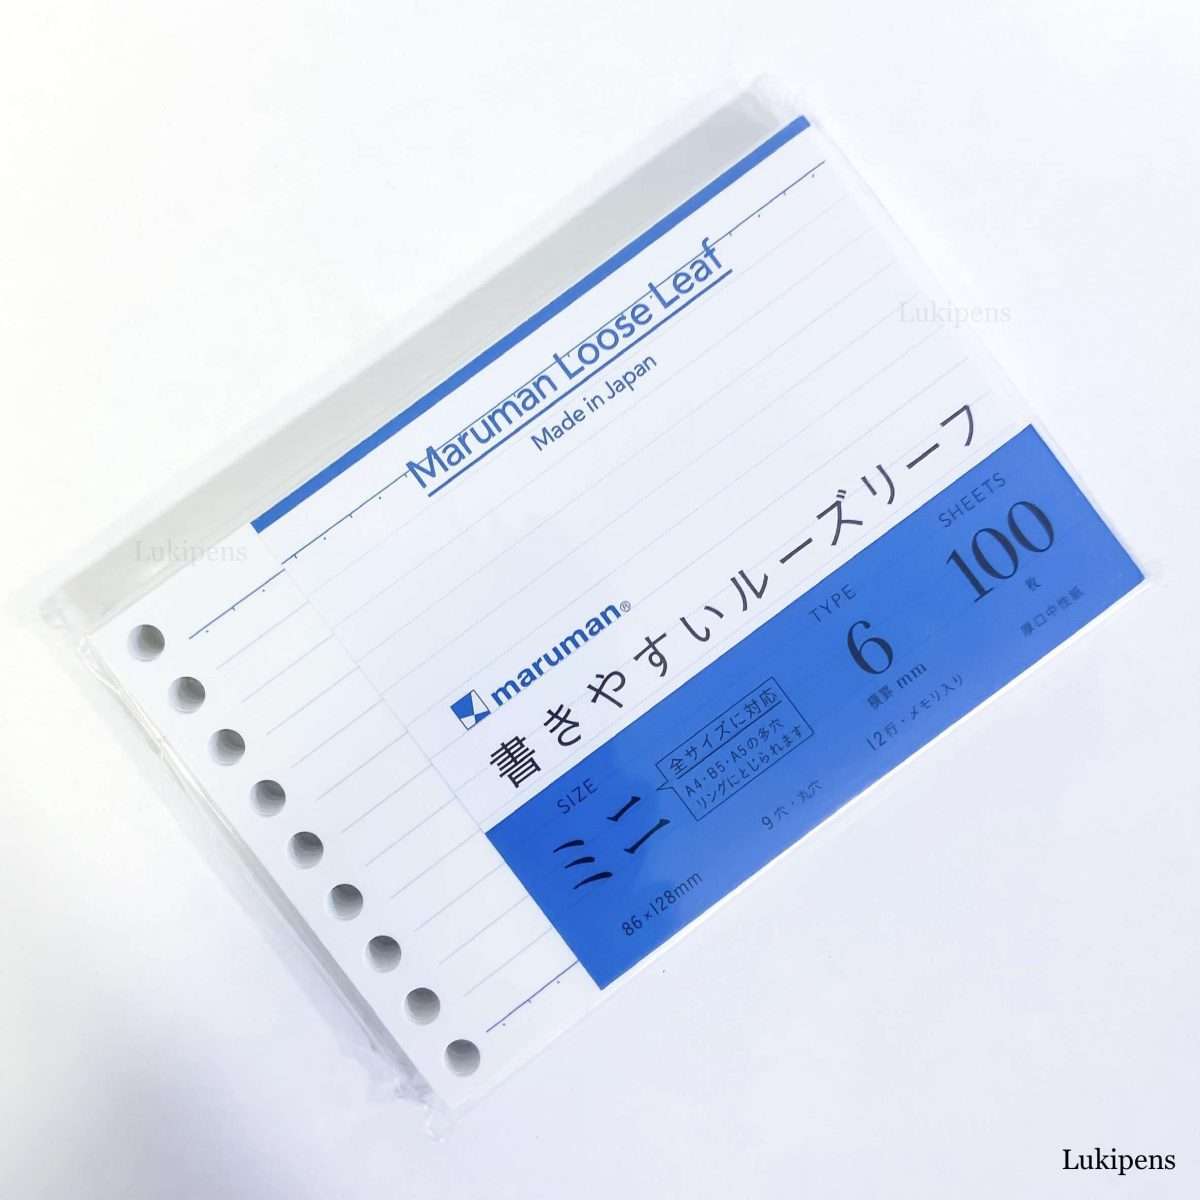 Maruman Loose Leaf
Made in Japan
maruman®
書きやすいルーズリーフ
SIZE
ミニ
86×128mm
全サイズに対応
A4・B5・A5の多穴
リングにとじられます
9穴・丸穴
TYPE
6
横罫 mm
12行・メモリ入り
SHEETS
100
枚
厚口中性紙
Lukipens
Lukipens
Lukipens